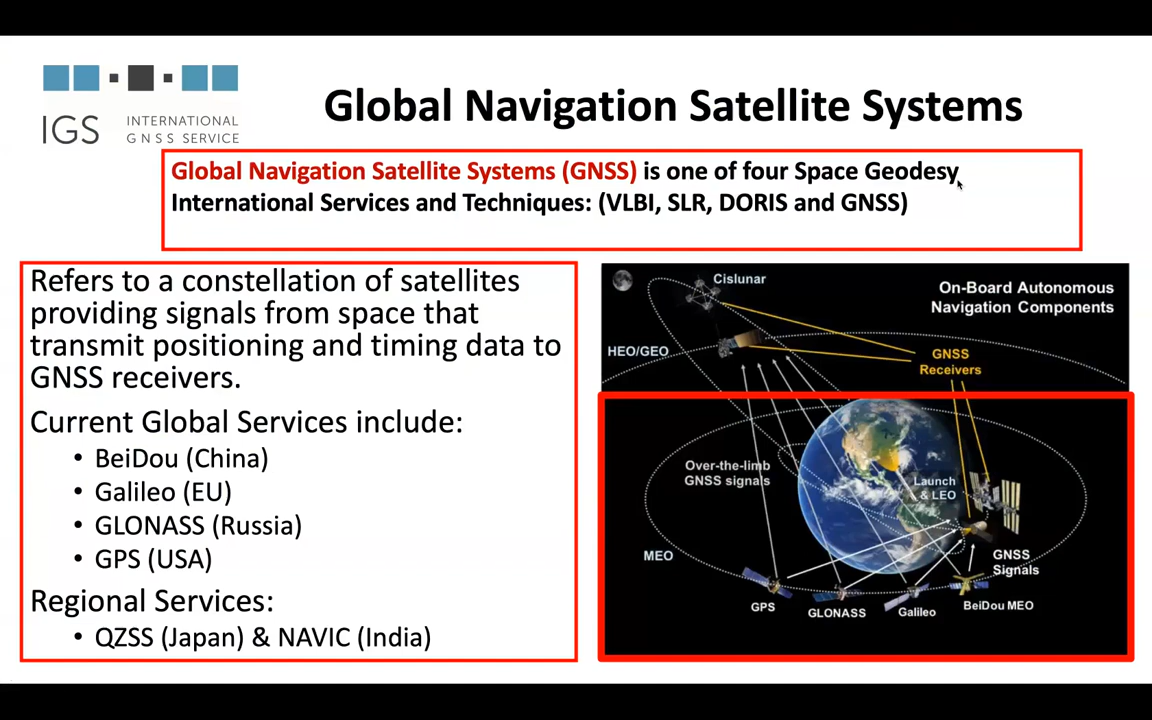 IGS
INTERNATIONAL
GNSS SERVICE
Global Navigation Satellite Systems
Global Navigation Satellite Systems (GNSS) is one of four Space Geodesy
International Services and Techniques: (VLBI, SLR, DORIS and GNSS)
Refers to a constellation of satellites
providing signals from space that
transmit positioning and timing data to
GNSS receivers.
Current Global Services include:
• BeiDou (China)
• Galileo (EU)
• GLONASS (Russia)
• GPS (USA)
Regional Services:
• QZSS (Japan) & NAVIC (India)
Cislunar
On-Board Autonomous
Navigation Components
HEO/GEO
GNSS
Receivers
Over-the-limb
GNSS signals
Launch
& LEO
MEO
GNSS
Signals
GPS
GLONASS
Galileo
BeiDou MEO